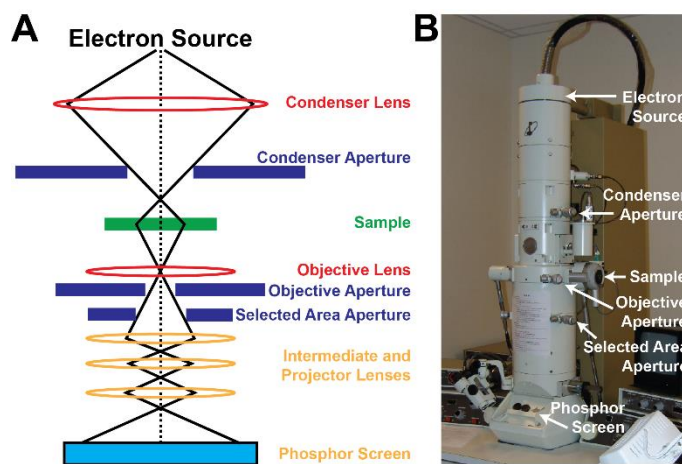 A
Electron Source
Condenser Lens
Condenser Aperture
Sample
Objective Lens
Objective Aperture
Selected Area Aperture
Intermediate and
Projector Lenses
Phosphor Screen
B
Electron
Source
Condenser
Aperture
Sample
Objective
Aperture
Selected Area
Aperture
Phosphor
Screen